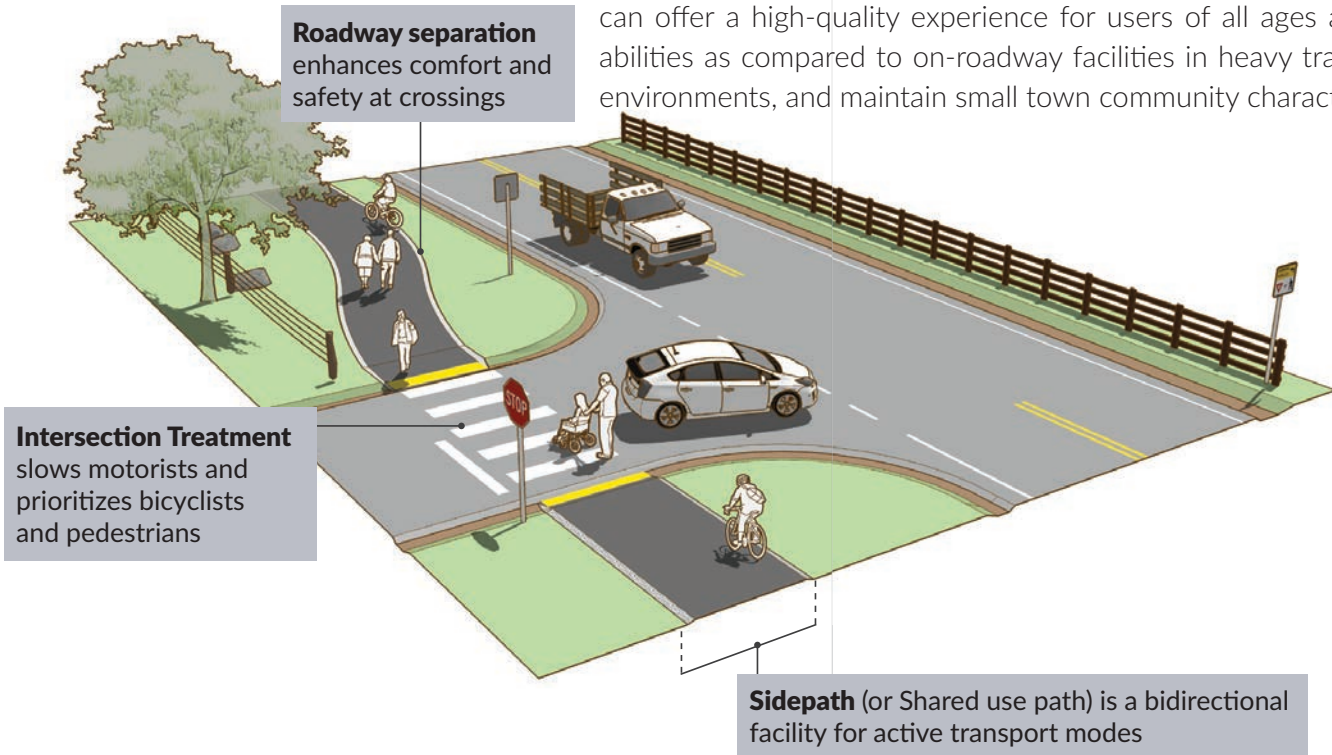 can offer a high-quality experience for users of all ages
abilities as compared to on-roadway facilities in heavy
environments, and maintain small town community
Roadway separation
enhances comfort and
safety at crossings
STOP
Intersection Treatment
slows motorists and
prioritizes bicyclists
and pedestrians
Sidepath (or Shared use path) is a bidirectional
facility for active transport modes